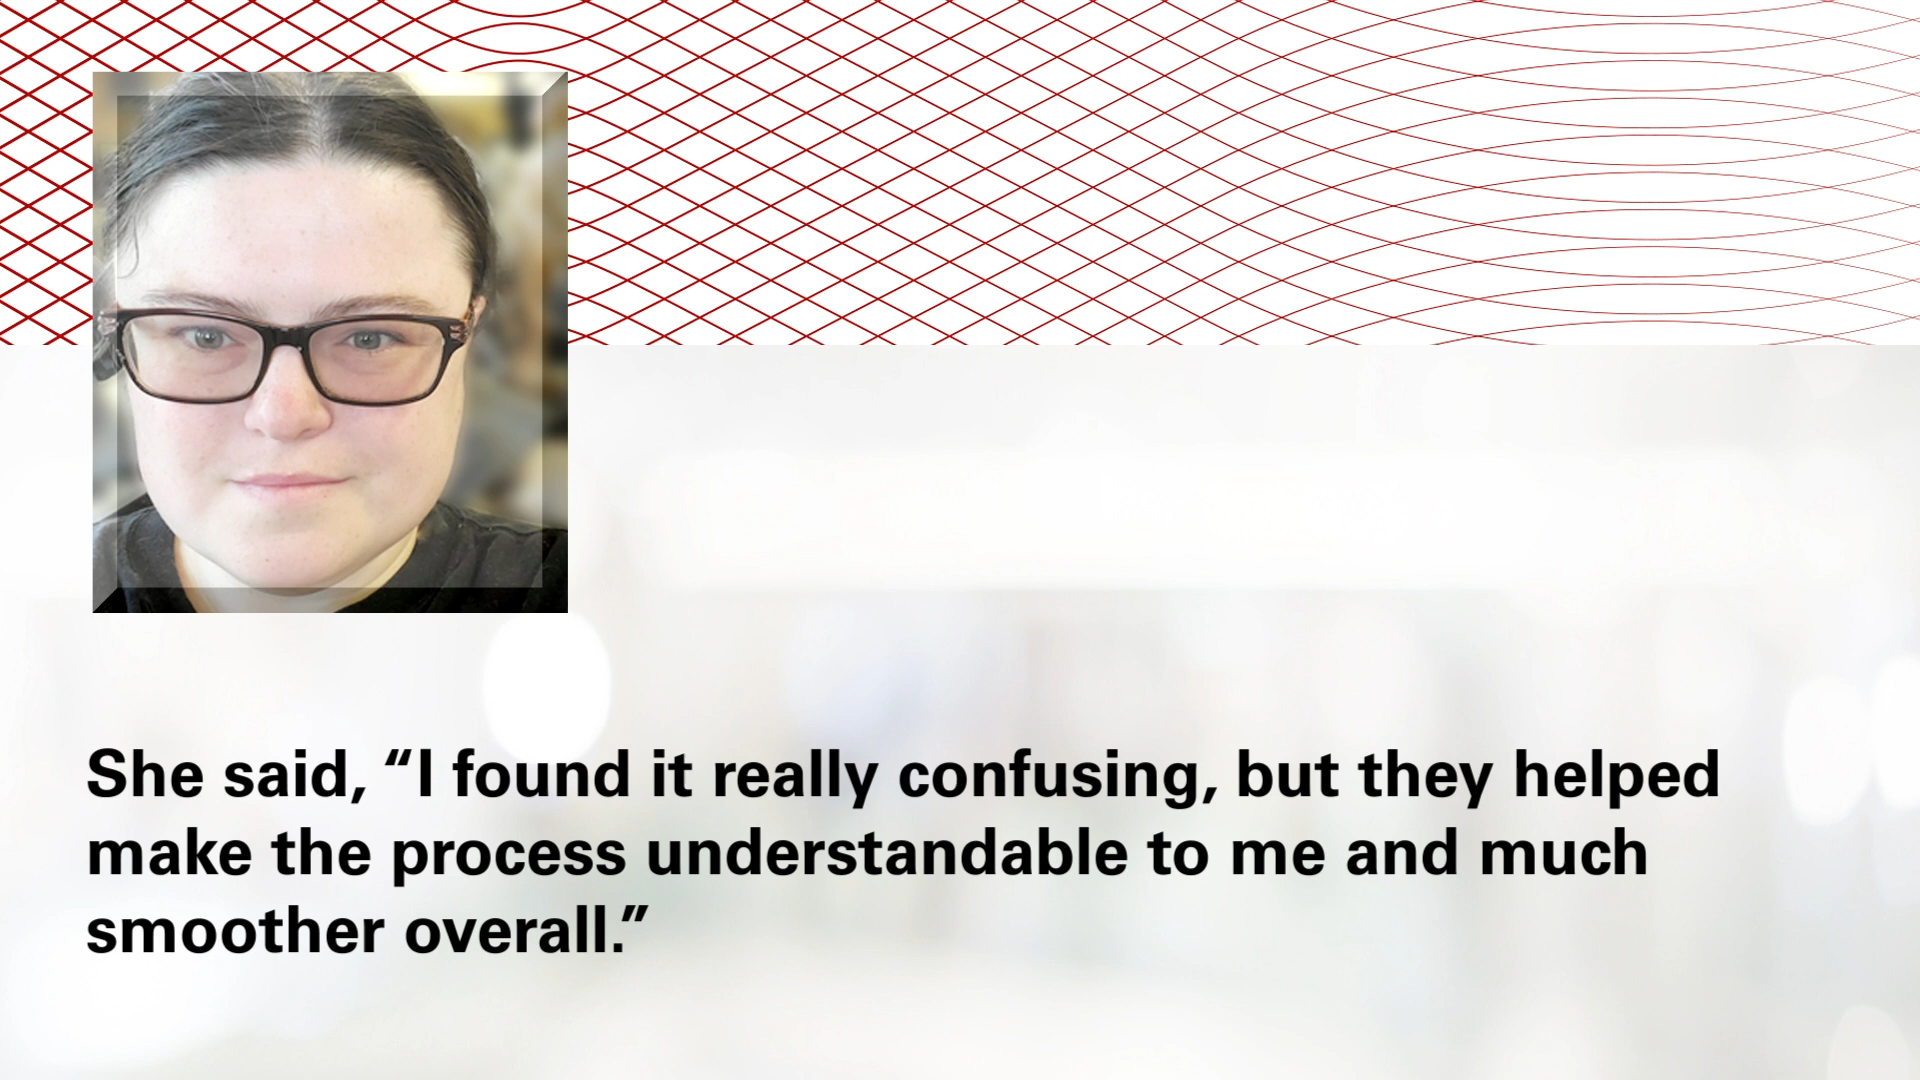 She said, “I found it really confusing, but they helped
make the process understandable to me and much
smoother overall.”